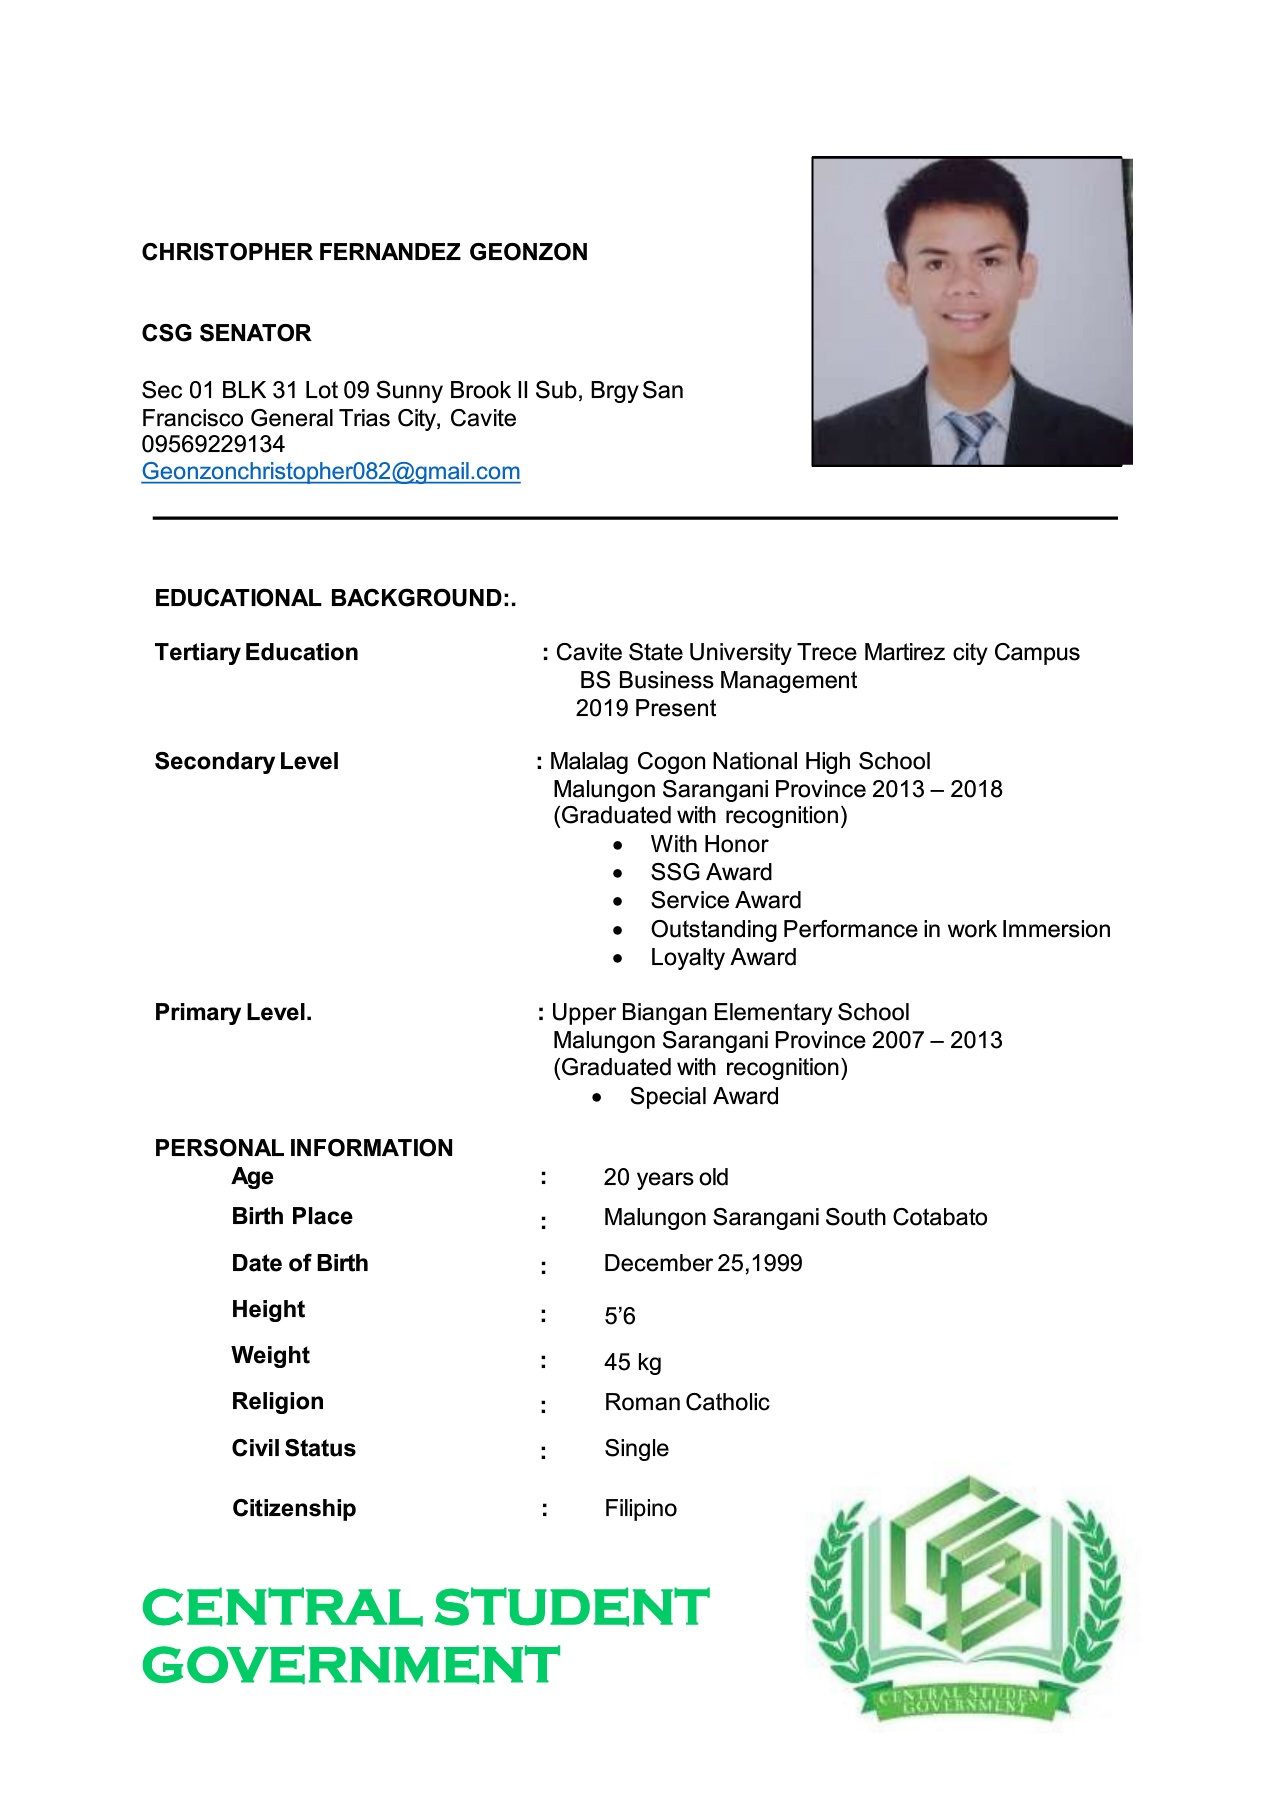 CHRISTOPHER FERNANDEZ GEONZON
CSG SENATOR
Sec 01 BLK 31 Lot 09 Sunny Brook II Sub, Brgy San
Francisco General Trias City, Cavite
09569229134
Geonzonchristopher082@gmail.com
EDUCATIONAL BACKGROUND:.
Tertiary Education : Cavite State University Trece Martirez city Campus
BS Business Management
2019 Present
Secondary Level : Malalag Cogon National High School
Malungon Sarangani Province 2013 – 2018
(Graduated with recognition)
• With Honor
• SSG Award
• Service Award
• Outstanding Performance in work Immersion
• Loyalty Award
Primary Level. : Upper Biangan Elementary School
Malungon Sarangani Province 2007 – 2013
(Graduated with recognition)
• Special Award
PERSONAL INFORMATION
Age : 20 years old
Birth Place : Malungon Sarangani South Cotabato
Date of Birth : December 25,1999
Height : 5’6
Weight : 45 kg
Religion : Roman Catholic
Civil Status : Single
Citizenship : Filipino
CENTRAL STUDENT
GOVERNMENT
CENTRAL STUDENT
GOVERNMENT